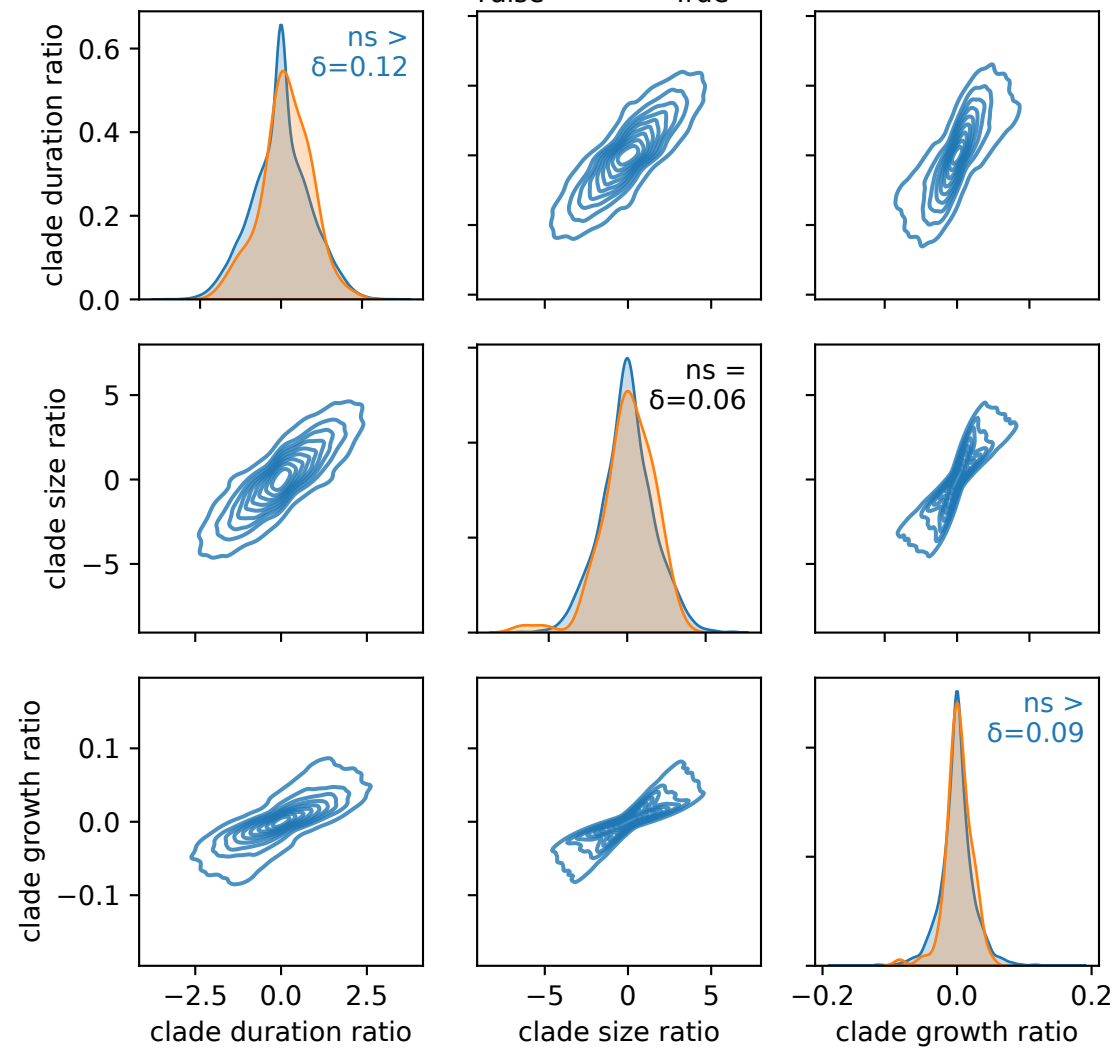 clade duration ratio
0.6
0.4
0.2
0.0
ns >
δ=0.12
clade size ratio
5
0
−5
ns =
δ=0.06
clade growth ratio
0.1
0.0
−0.1
ns >
δ=0.09
−2.5 0.0 2.5
−5 0 5
−0.2 0.0 0.2
clade duration ratio
clade size ratio
clade growth ratio